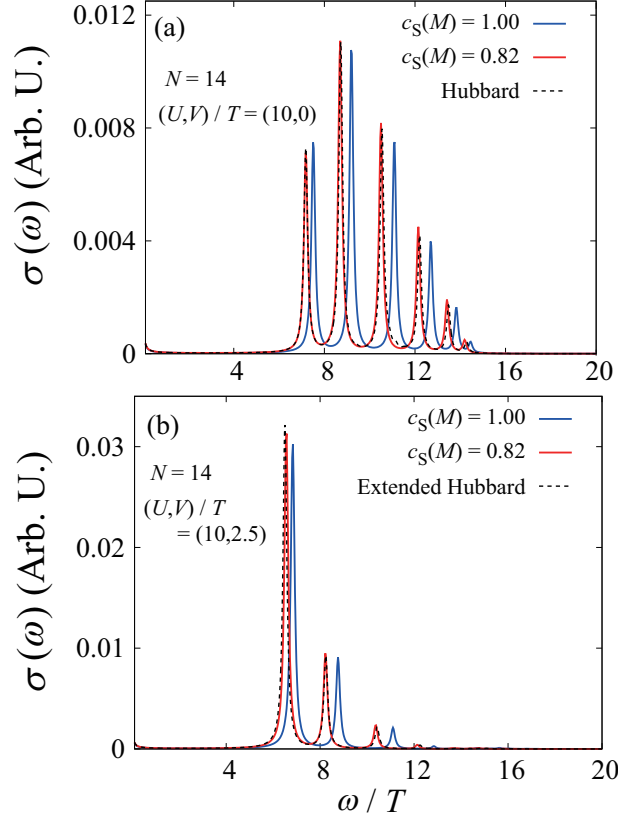 0.012
(a)
c_S(M) = 1.00
c_S(M) = 0.82
Hubbard
N = 14
(U,V) / T = (10,0)
0.008
0.004
0
σ(ω) (Arb. U.)
4 8 12 16 20
(b)
c_S(M) = 1.00
c_S(M) = 0.82
Extended Hubbard
N = 14
(U,V) / T
= (10,2.5)
0.03
0.02
0.01
0
σ(ω) (Arb. U.)
4 8 12 16 20
ω / T